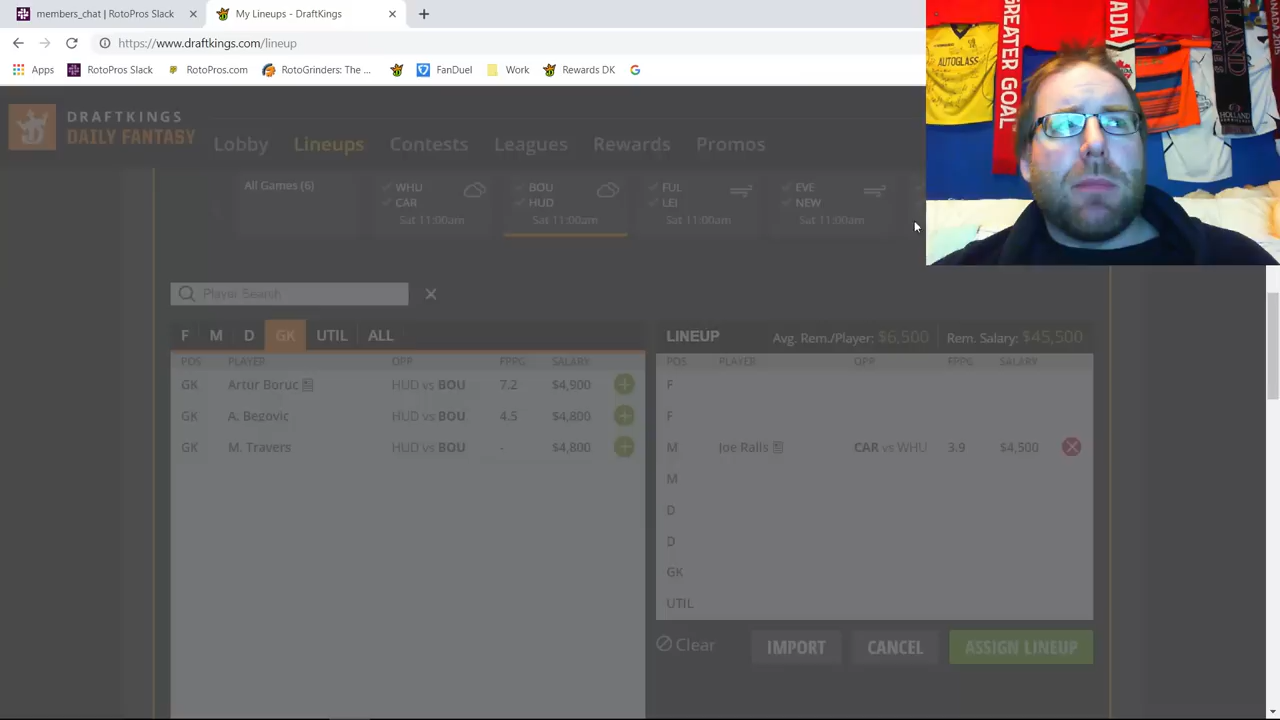 members_chat | RotoPros Slack
My Lineups - DraftKings
https://www.draftkings.com/lineup
Apps RotoPros Slack RotoPros.com RotoGrinders: The ... FanDuel Work Rewards DK
DRAFTKINGS
DAILY FANTASY
Lobby Lineups Contests Leagues Rewards Promos
All Games (6)
WHU
CAR
Sat 11:00am
BOU
HUD
Sat 11:00am
FUL
LEI
Sat 11:00am
EVE
NEW
Sat 11:00am
Player Search
F M D GK UTIL ALL
POS PLAYER OPP FPPG SALARY
GK Artur Boruc HUD vs BOU 7.2 $4,900
GK A. Begovic HUD vs BOU 4.5 $4,800
GK M. Travers HUD vs BOU - $4,800
LINEUP Avg. Rem./Player: $6,500 Rem. Salary: $45,500
POS PLAYER OPP FPPG SALARY
F
F
M Joe Ralls CAR vs WHU 3.9 $4,500
M
D
D
GK
UTIL
Clear IMPORT CANCEL ASSIGN LINEUP
AUTOGLASS
GREATER GOAL
HOLLAND